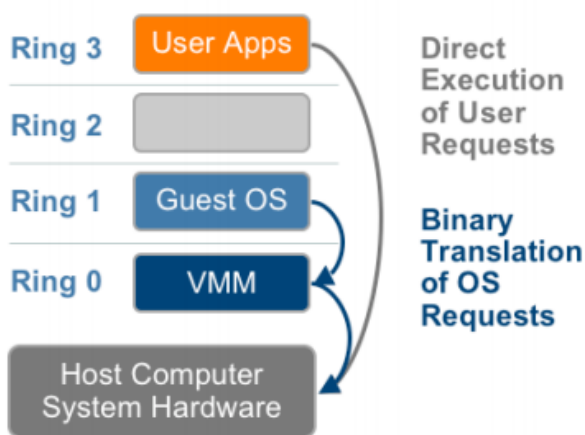 Ring 3
User Apps
Direct
Execution
of User
Requests
Ring 2
Ring 1
Guest OS
Binary
Translation
of OS
Requests
Ring 0
VMM
Host Computer
System Hardware